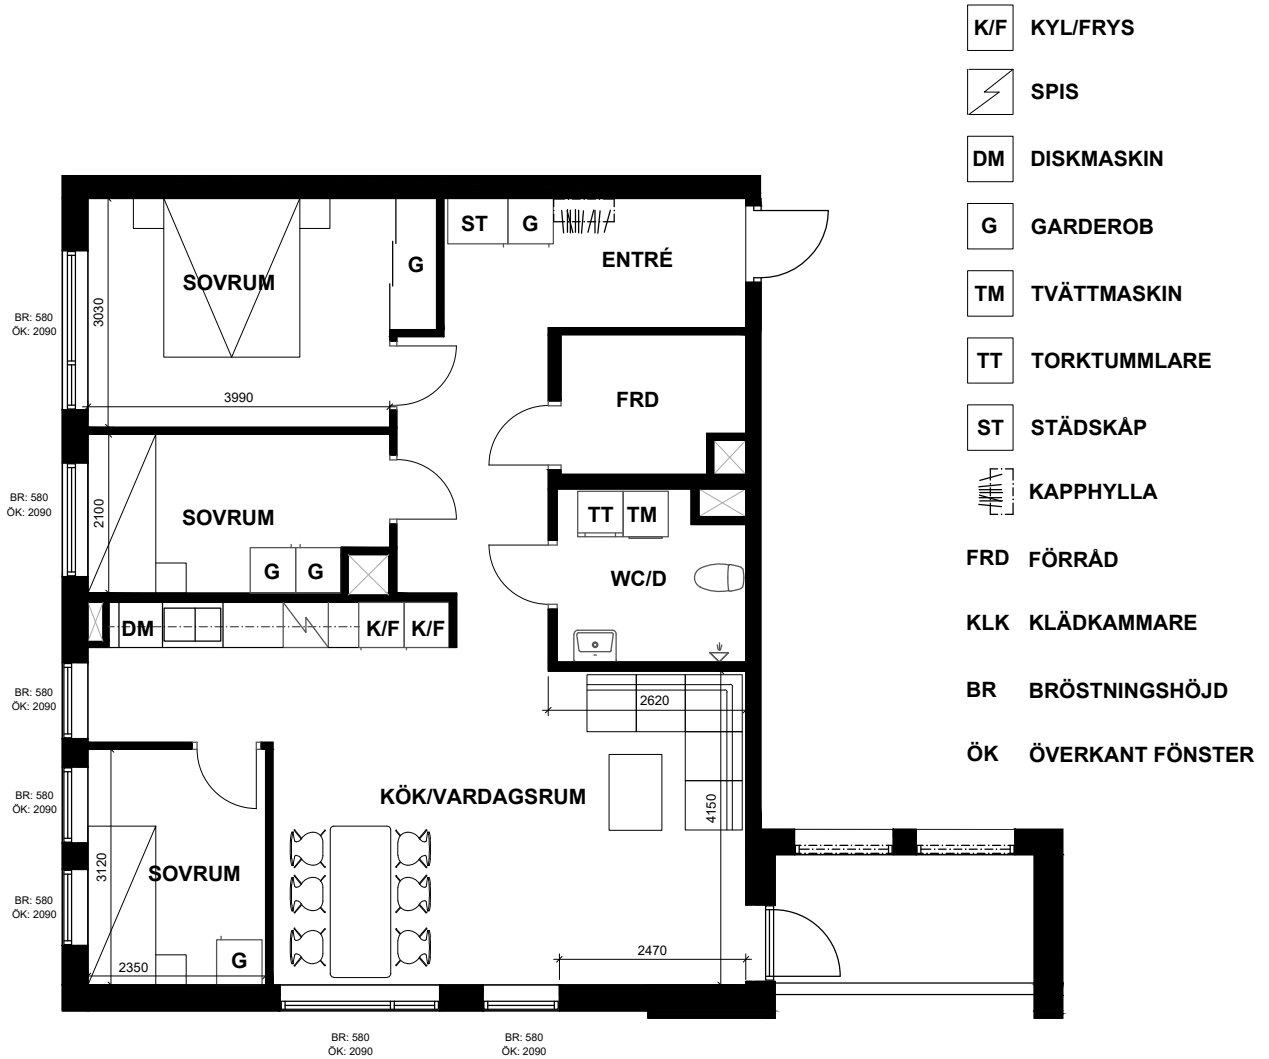 K/F KYL/FRYS
SPIS
DM DISKMASKIN
G GARDEROB
TM TVÄTTMASKIN
TT TORKTUMMLARE
ST STÄDSKÅP
KAPPHYLLA
FRD FÖRRÅD
KLK KLÄDKAMMARE
BR BRÖSTNINGSHÖJD
ÖK ÖVERKANT FÖNSTER
ST G
ENTRÉ
G
SOVRUM
3030
BR: 580
ÖK: 2090
3990
FRD
BR: 580
ÖK: 2090
2100
SOVRUM
G G
TT TM
WC/D
DM K/F K/F
BR: 580
ÖK: 2090
2620
BR: 580
ÖK: 2090
KÖK/VARDAGSRUM
4150
3120
SOVRUM
BR: 580
ÖK: 2090
G
2350
2470
BR: 580
ÖK: 2090
BR: 580
ÖK: 2090